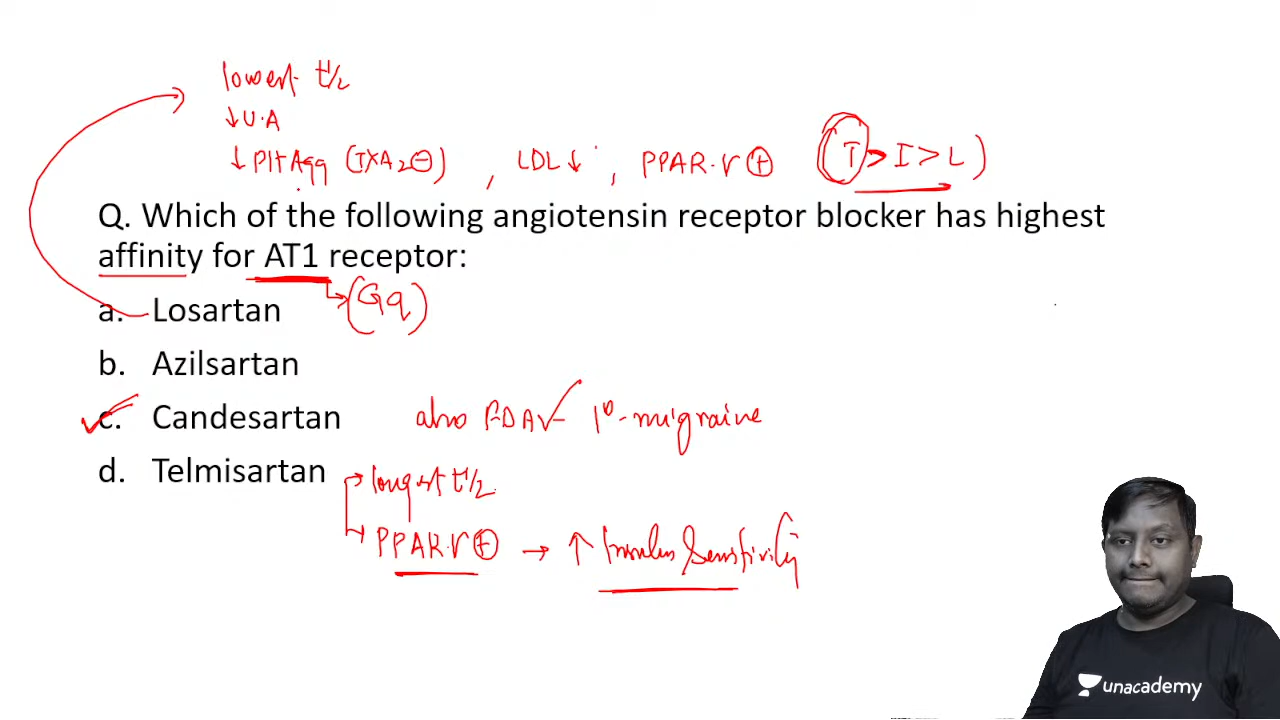 lowest t½
↓U.A
↓Plt Agg (TXA2⊖) , LDL↓ , PPAR-γ⊕ (T > I > L)
Q. Which of the following angiotensin receptor blocker has highest
affinity for AT1 receptor:
(Gq)
a. Losartan
b. Azilsartan
c. Candesartan also FDA✓ 1°-migraine
d. Telmisartan
longest t½
PPAR-γ⊕ → ↑ Insulin Sensitivity
unacademy